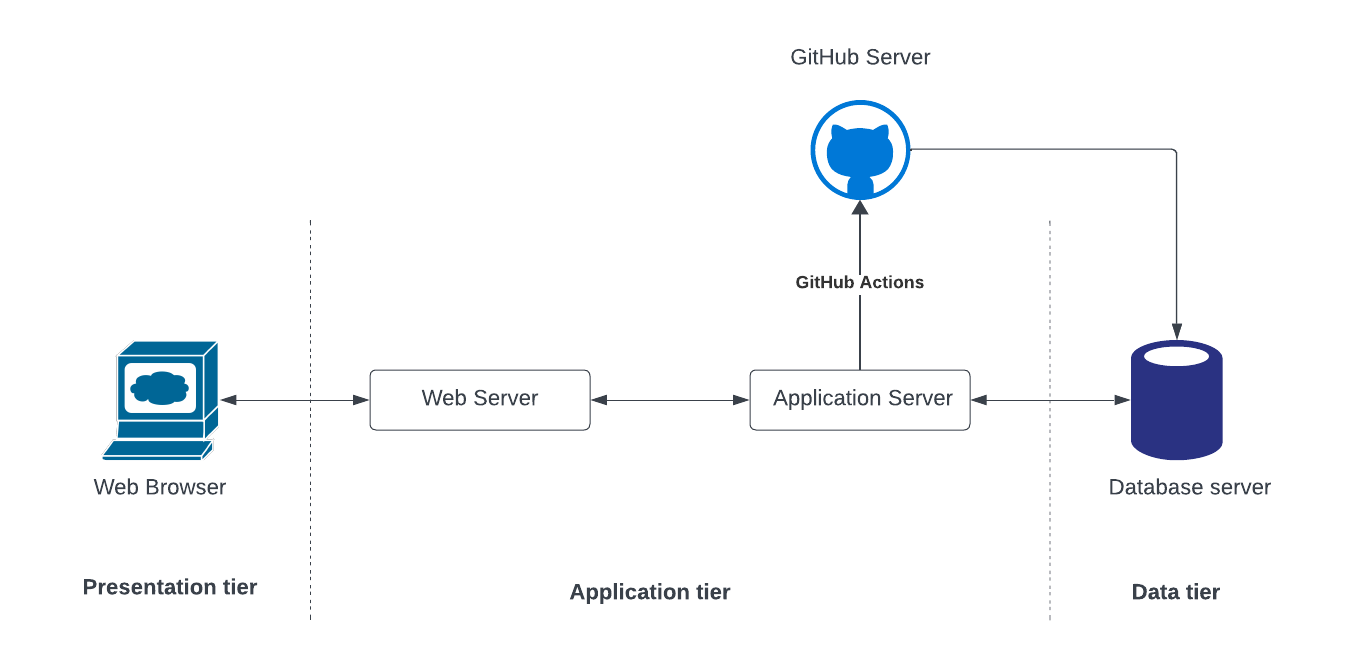 GitHub Server
GitHub Actions
Web Server
Application Server
Web Browser
Database server
Presentation tier
Application tier
Data tier